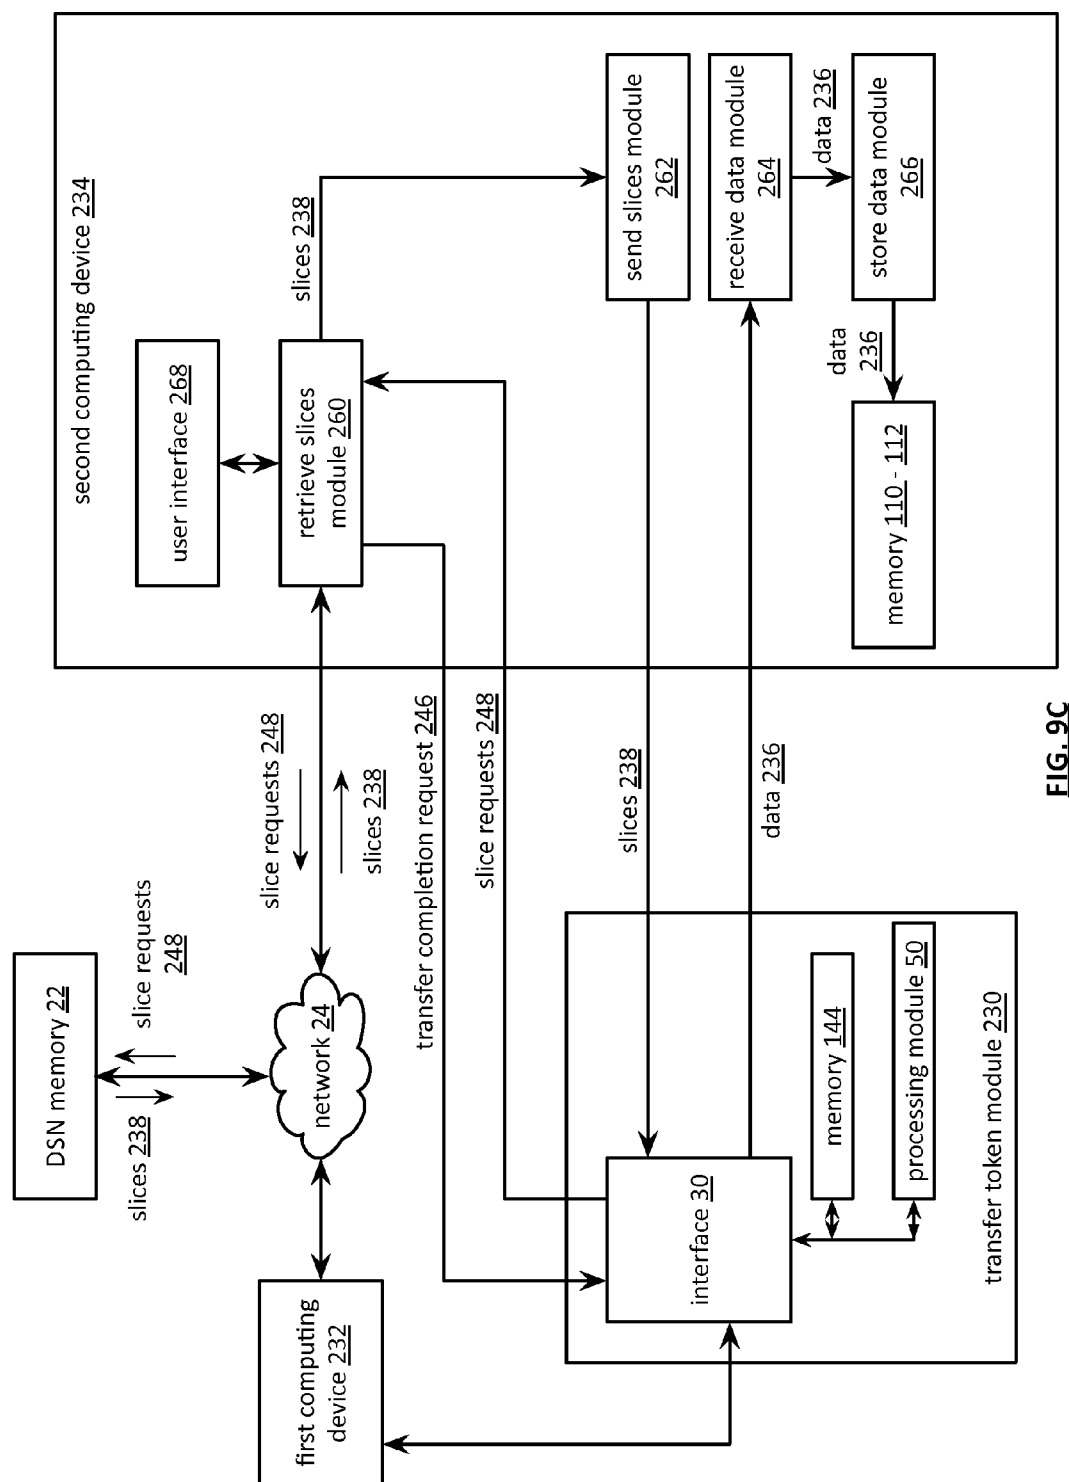 DSN memory 22
slices 238
slice requests
248
first computing
device 232
network 24
slice requests 248
slices 238
transfer completion request 246
slice requests 248
slices 238
data 236
second computing device 234
user interface 268
retrieve slices
module 260
slices 238
send slices module
262
receive data module
264
data 236
store data module
266
data
236
memory 110 - 112
interface 30
memory 144
processing module 50
transfer token module 230
FIG. 9C